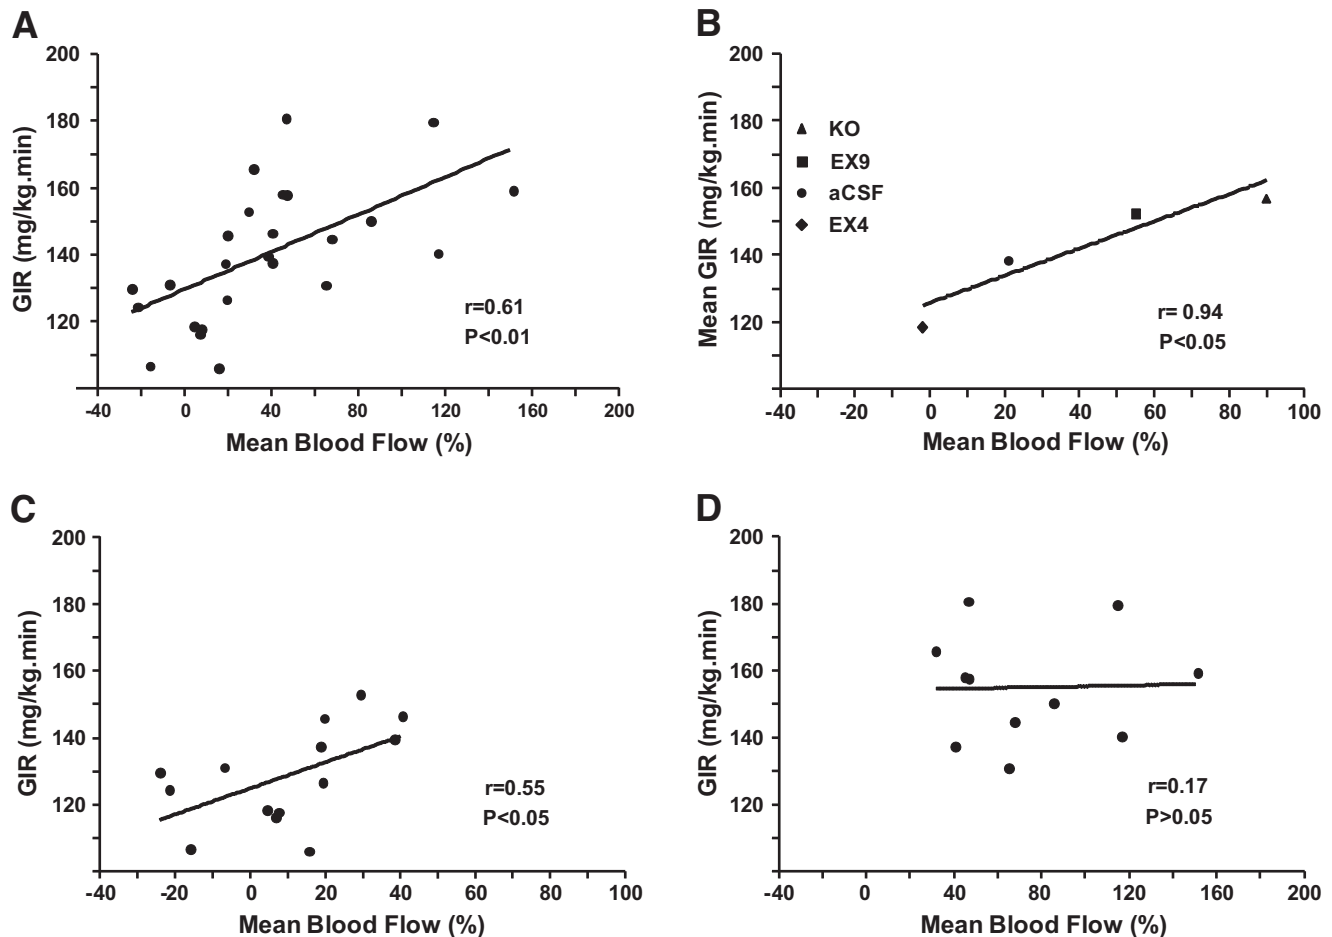 A
200
180
160
140
120
GIR (mg/kg.min)
r=0.61
P<0.01
-40 0 40 80 120 160 200
Mean Blood Flow (%)
B
200
180
160
140
120
Mean GIR (mg/kg.min)
KO
EX9
aCSF
EX4
r= 0.94
P<0.05
-40 -20 0 20 40 60 80 100
Mean Blood Flow (%)
C
200
180
160
140
120
GIR (mg/kg.min)
r=0.55
P<0.05
-40 -20 0 20 40 60 80 100
Mean Blood Flow (%)
D
200
180
160
140
120
GIR (mg/kg.min)
r=0.17
P>0.05
-40 0 40 80 120 160 200
Mean Blood Flow (%)